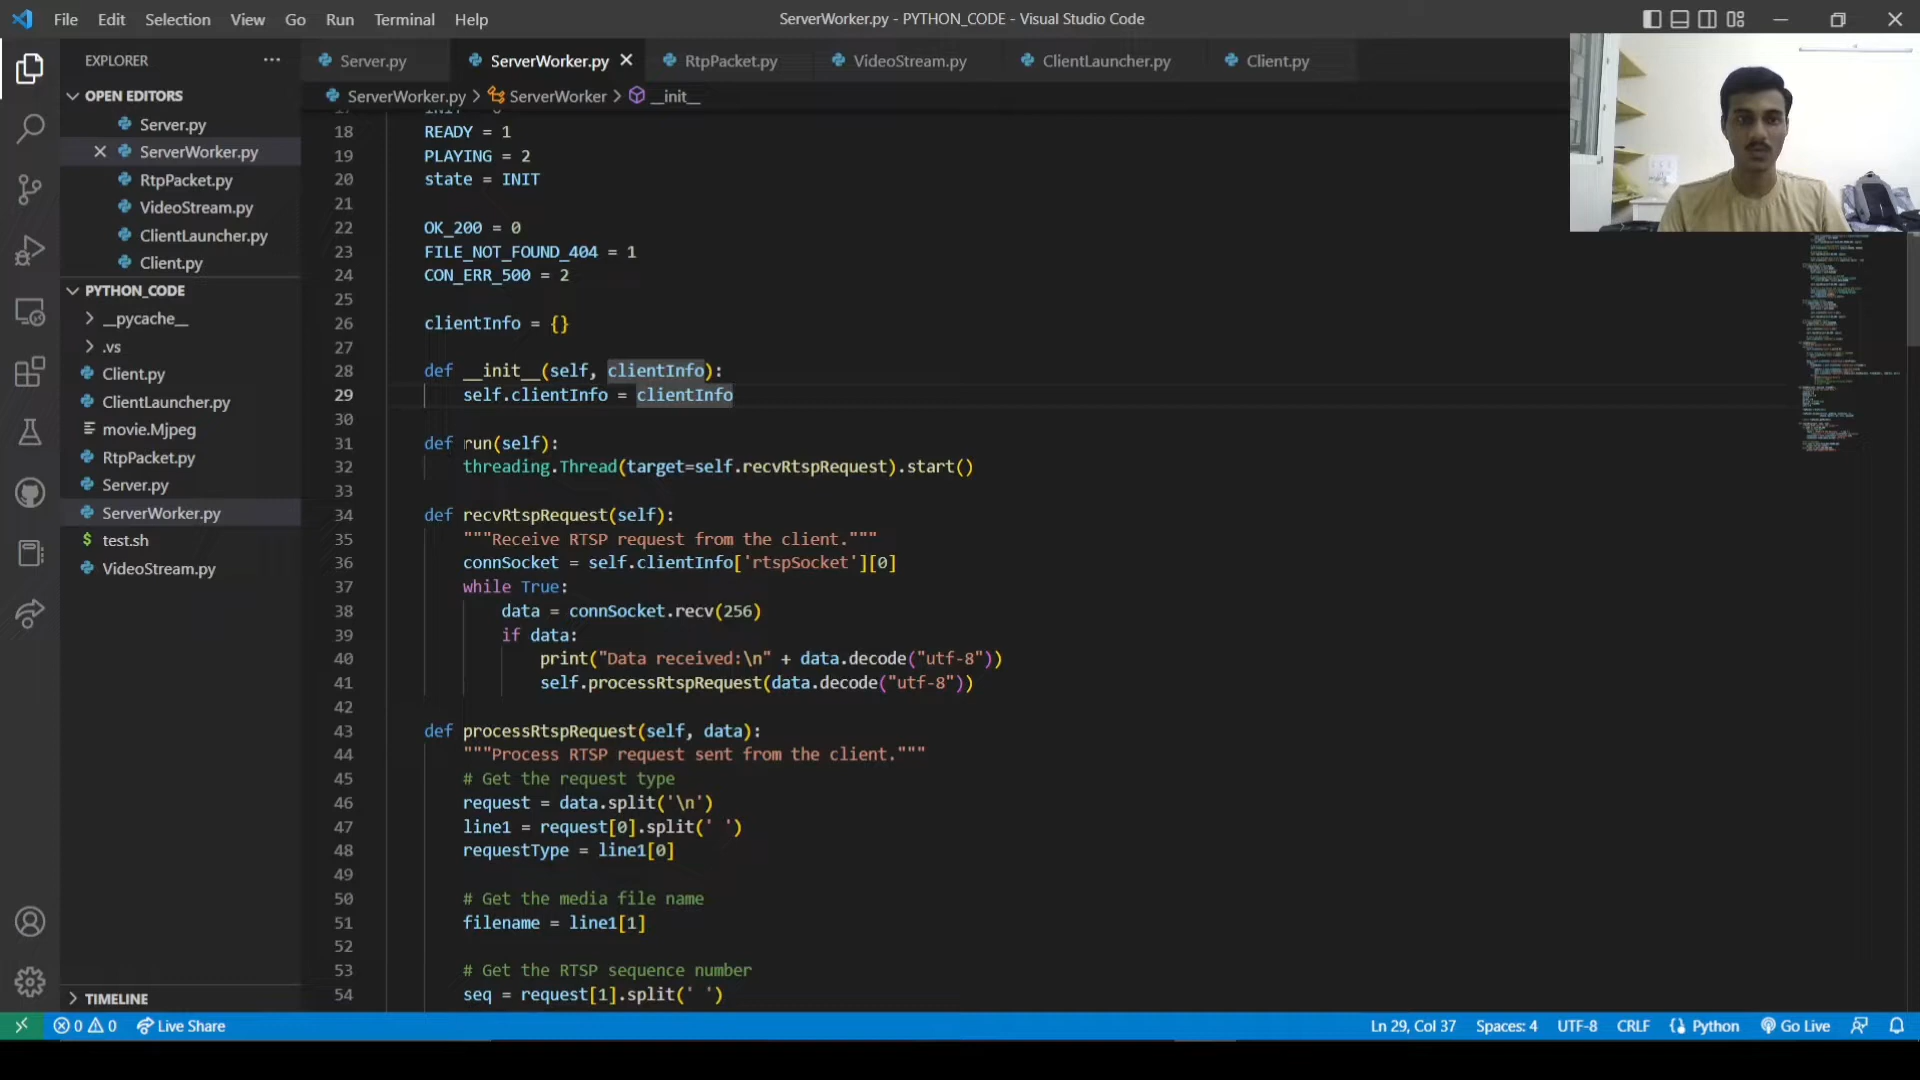 File Edit Selection View Go Run Terminal Help
ServerWorker.py - PYTHON_CODE - Visual Studio Code
EXPLORER
Server.py ServerWorker.py RtpPacket.py VideoStream.py ClientLauncher.py Client.py
ServerWorker.py > ServerWorker > __init__
OPEN EDITORS
Server.py
ServerWorker.py
RtpPacket.py
VideoStream.py
ClientLauncher.py
Client.py
PYTHON_CODE
__pycache__
.vs
Client.py
ClientLauncher.py
movie.Mjpeg
RtpPacket.py
Server.py
ServerWorker.py
$ test.sh
VideoStream.py
TIMELINE
18 READY = 1
19 PLAYING = 2
20 state = INIT
21
22 OK_200 = 0
23 FILE_NOT_FOUND_404 = 1
24 CON_ERR_500 = 2
25
26 clientInfo = {}
27
28 def __init__(self, clientInfo):
29 self.clientInfo = clientInfo
30
31 def run(self):
32 threading.Thread(target=self.recvRtspRequest).start()
33
34 def recvRtspRequest(self):
35 """Receive RTSP request from the client."""
36 connSocket = self.clientInfo['rtspSocket'][0]
37 while True:
38 data = connSocket.recv(256)
39 if data:
40 print("Data received:\n" + data.decode("utf-8"))
41 self.processRtspRequest(data.decode("utf-8"))
42
43 def processRtspRequest(self, data):
44 """Process RTSP request sent from the client."""
45 # Get the request type
46 request = data.split('\n')
47 line1 = request[0].split(' ')
48 requestType = line1[0]
49
50 # Get the media file name
51 filename = line1[1]
52
53 # Get the RTSP sequence number
54 seq = request[1].split(' ')
0 0 Live Share
Ln 29, Col 37 Spaces: 4 UTF-8 CRLF Python Go Live